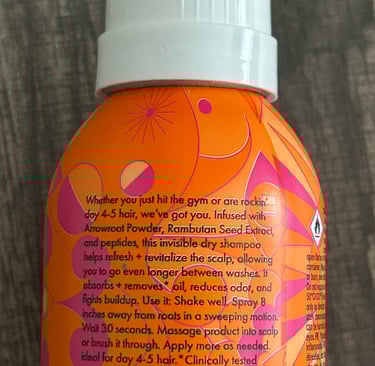 Whether you just hit the gym or are rockin'
day 4-5 hair, we've got you. Infused with
Arrowroot Powder, Rambutan Seed Extract,
and peptides, this invisible dry shampoo
helps refresh + revitalize the scalp, allowing
you to go even longer between washes. It
absorbs + removes* oil, reduces odor, and
fights buildup. Use it: Shake well. Spray 8
inches away from roots in a sweeping motion.
Wait 30 seconds. Massage product into scalp
or brush it through. Apply more as needed.
Ideal for day 4-5 hair. *Clinically tested